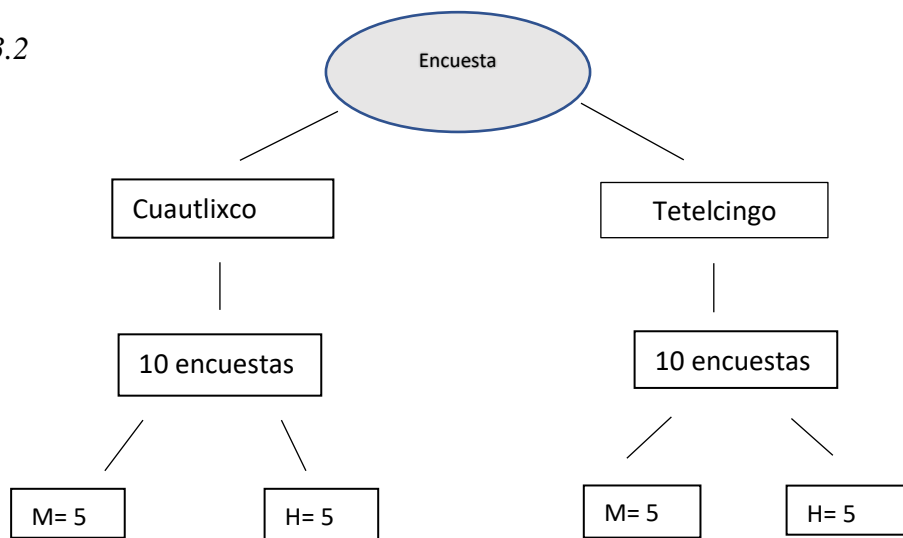 3.2
Encuesta
Cuautlixco
Tetelcingo
10 encuestas
10 encuestas
M= 5
H= 5
M= 5
H= 5